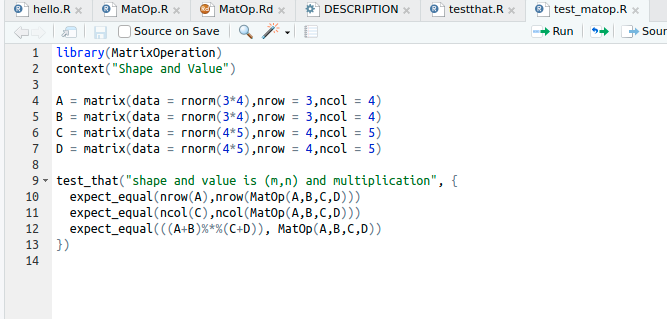 hello.R MatOp.R MatOp.Rd DESCRIPTION testthat.R test_matop.R
Source on Save Run Sour
1 library(MatrixOperation)
2 context("Shape and Value")
3
4 A = matrix(data = rnorm(3*4),nrow = 3,ncol = 4)
5 B = matrix(data = rnorm(3*4),nrow = 3,ncol = 4)
6 C = matrix(data = rnorm(4*5),nrow = 4,ncol = 5)
7 D = matrix(data = rnorm(4*5),nrow = 4,ncol = 5)
8
9 test_that("shape and value is (m,n) and multiplication", {
10 expect_equal(nrow(A),nrow(MatOp(A,B,C,D)))
11 expect_equal(ncol(C),ncol(MatOp(A,B,C,D)))
12 expect_equal(((A+B)%*%(C+D)), MatOp(A,B,C,D))
13 })
14